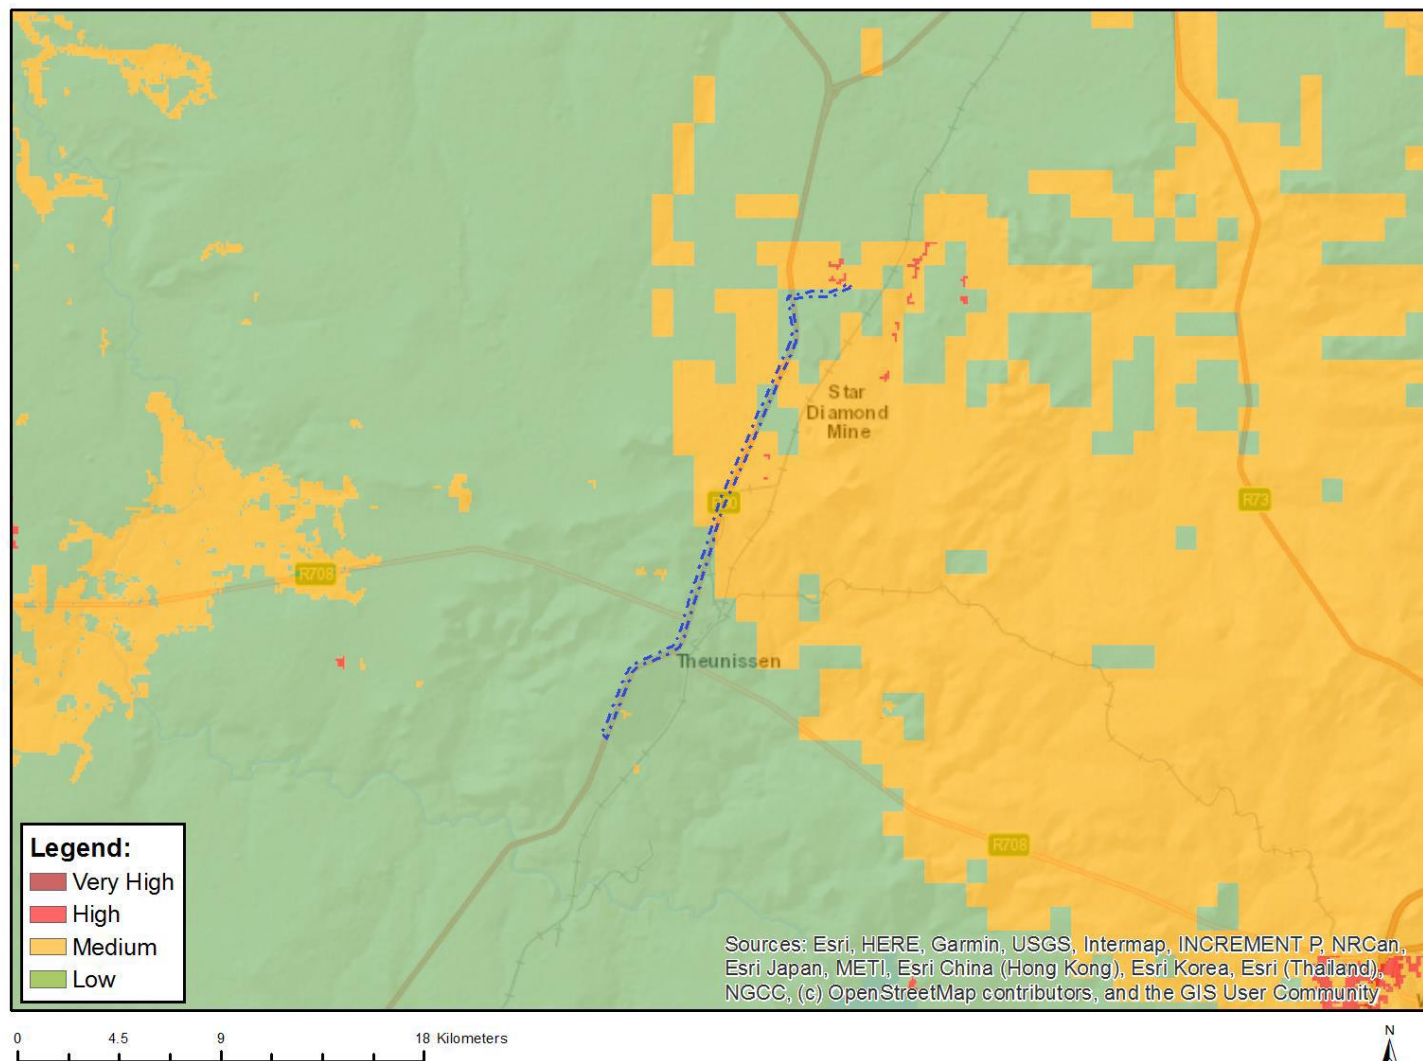 Star
Diamond
Mine
R73
R708
Theunissen
R708
Legend:
Very High
High
Medium
Low
Sources: Esri, HERE, Garmin, USGS, Intermap, INCREMENT P, NRCan,
Esri Japan, METI, Esri China (Hong Kong), Esri Korea, Esri (Thailand),
NGCC, (c) OpenStreetMap contributors, and the GIS User Community
0 4.5 9 18 Kilometers
N